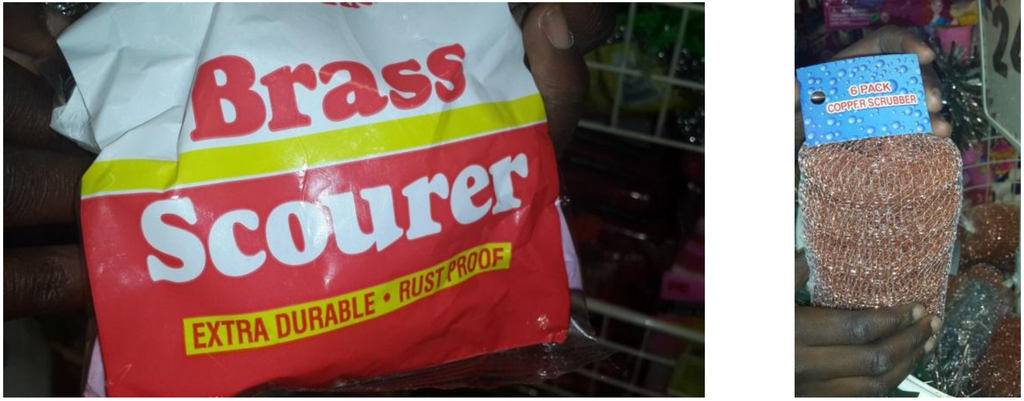 Brass
Scourer
EXTRA DURABLE • RUST PROOF
6 PACK
COPPER SCRUBBER